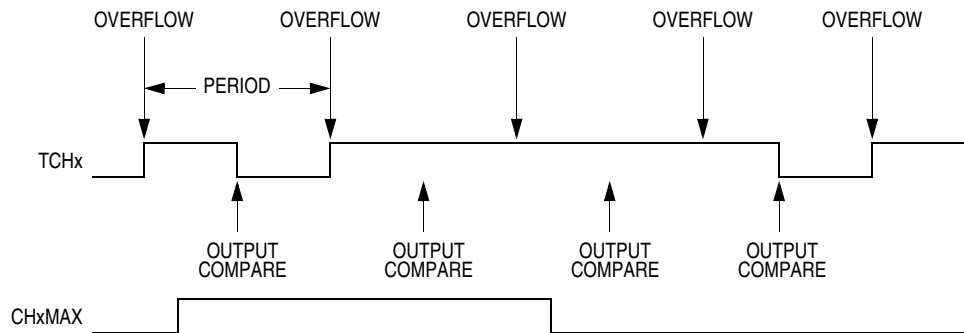 OVERFLOW OVERFLOW OVERFLOW OVERFLOW OVERFLOW
PERIOD
TCHx
OUTPUT COMPARE
OUTPUT COMPARE
OUTPUT COMPARE
OUTPUT COMPARE
CHxMAX